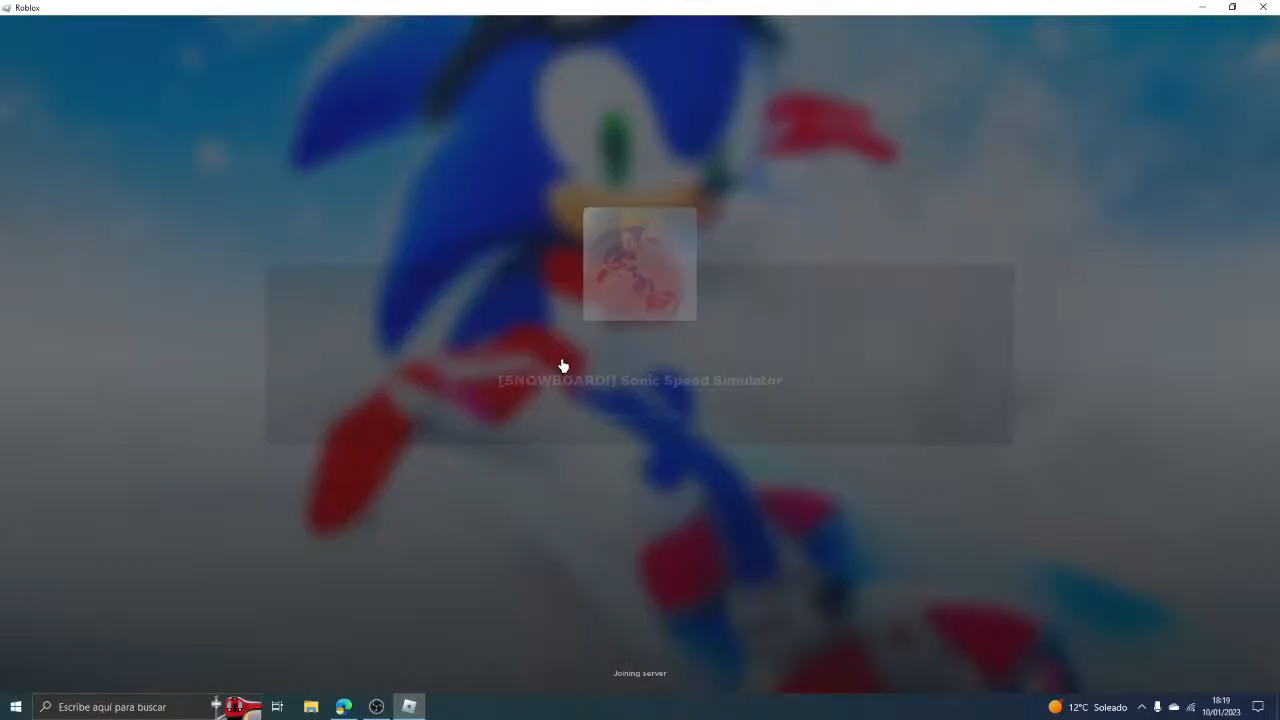 Roblox
[SNOWBOARD!] Sonic Speed Simulator
Joining server
Escribe aquí para buscar
12°C Soleado
18:19
10/01/2023